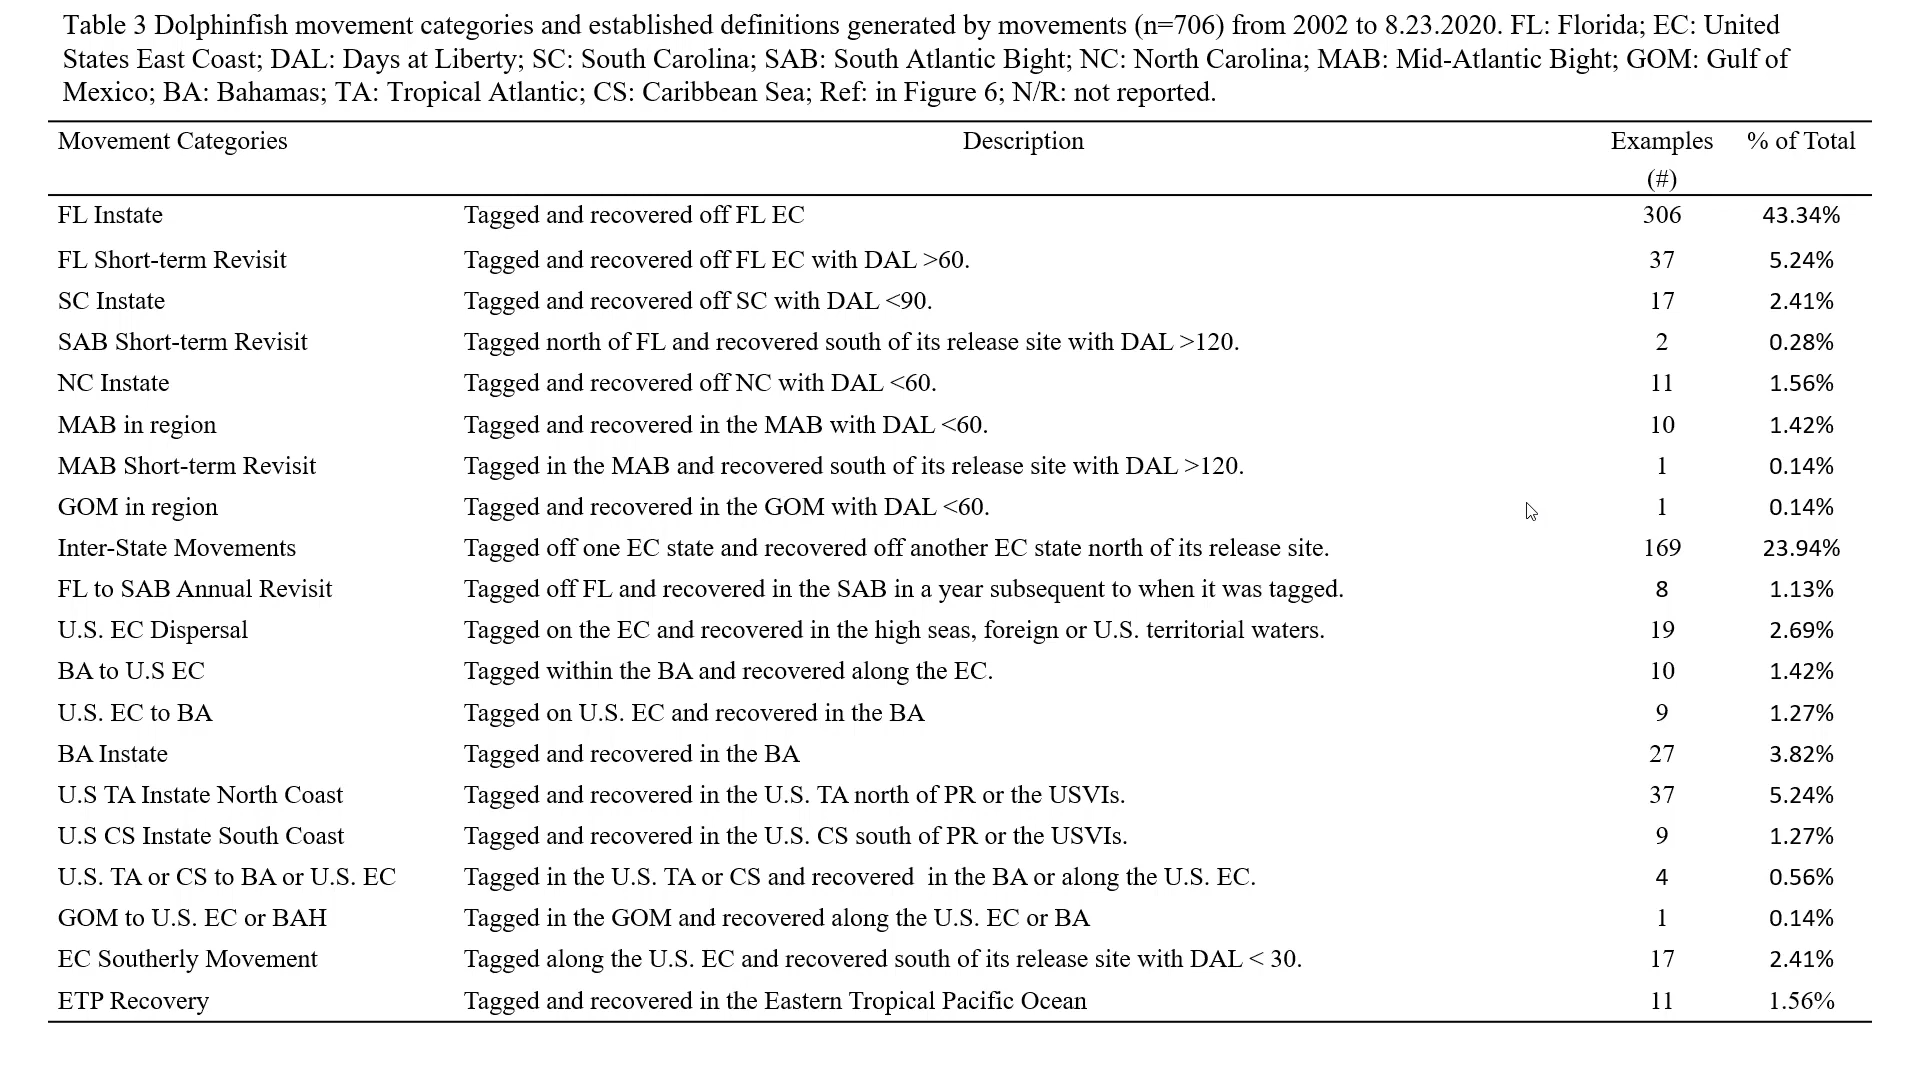 Table 3 Dolphinfish movement categories and established definitions generated by movements (n=706) from 2002 to 8.23.2020. FL: Florida; EC: United
States East Coast; DAL: Days at Liberty; SC: South Carolina; SAB: South Atlantic Bight; NC: North Carolina; MAB: Mid-Atlantic Bight; GOM: Gulf of
Mexico; BA: Bahamas; TA: Tropical Atlantic; CS: Caribbean Sea; Ref: in Figure 6; N/R: not reported.
Movement Categories Description Examples % of Total
(#)
FL Instate Tagged and recovered off FL EC 306 43.34%
FL Short-term Revisit Tagged and recovered off FL EC with DAL >60. 37 5.24%
SC Instate Tagged and recovered off SC with DAL <90. 17 2.41%
SAB Short-term Revisit Tagged north of FL and recovered south of its release site with DAL >120. 2 0.28%
NC Instate Tagged and recovered off NC with DAL <60. 11 1.56%
MAB in region Tagged and recovered in the MAB with DAL <60. 10 1.42%
MAB Short-term Revisit Tagged in the MAB and recovered south of its release site with DAL >120. 1 0.14%
GOM in region Tagged and recovered in the GOM with DAL <60. 1 0.14%
Inter-State Movements Tagged off one EC state and recovered off another EC state north of its release site. 169 23.94%
FL to SAB Annual Revisit Tagged off FL and recovered in the SAB in a year subsequent to when it was tagged. 8 1.13%
U.S. EC Dispersal Tagged on the EC and recovered in the high seas, foreign or U.S. territorial waters. 19 2.69%
BA to U.S EC Tagged within the BA and recovered along the EC. 10 1.42%
U.S. EC to BA Tagged on U.S. EC and recovered in the BA 9 1.27%
BA Instate Tagged and recovered in the BA 27 3.82%
U.S TA Instate North Coast Tagged and recovered in the U.S. TA north of PR or the USVIs. 37 5.24%
U.S CS Instate South Coast Tagged and recovered in the U.S. CS south of PR or the USVIs. 9 1.27%
U.S. TA or CS to BA or U.S. EC Tagged in the U.S. TA or CS and recovered in the BA or along the U.S. EC. 4 0.56%
GOM to U.S. EC or BAH Tagged in the GOM and recovered along the U.S. EC or BA 1 0.14%
EC Southerly Movement Tagged along the U.S. EC and recovered south of its release site with DAL < 30. 17 2.41%
ETP Recovery Tagged and recovered in the Eastern Tropical Pacific Ocean 11 1.56%